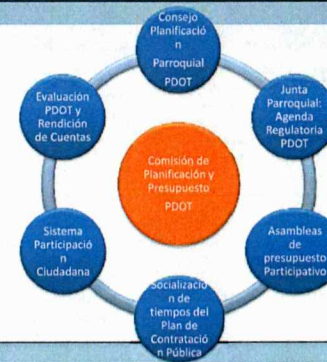 Consejo
Planificació
n
Parroquial
PDOT
Junta
Parroquial:
Agenda
Regulatoria
PDOT
Asambleas
de
presupuesto
Participativo
Socializació
n de
tiempos del
Plan de
Contratació
n Pública
Sistema
Participació
n
Ciudadana
Evaluación
PDOT y
Rendición
de Cuentas
Comisión de
Planificación y
Presupuesto
PDOT